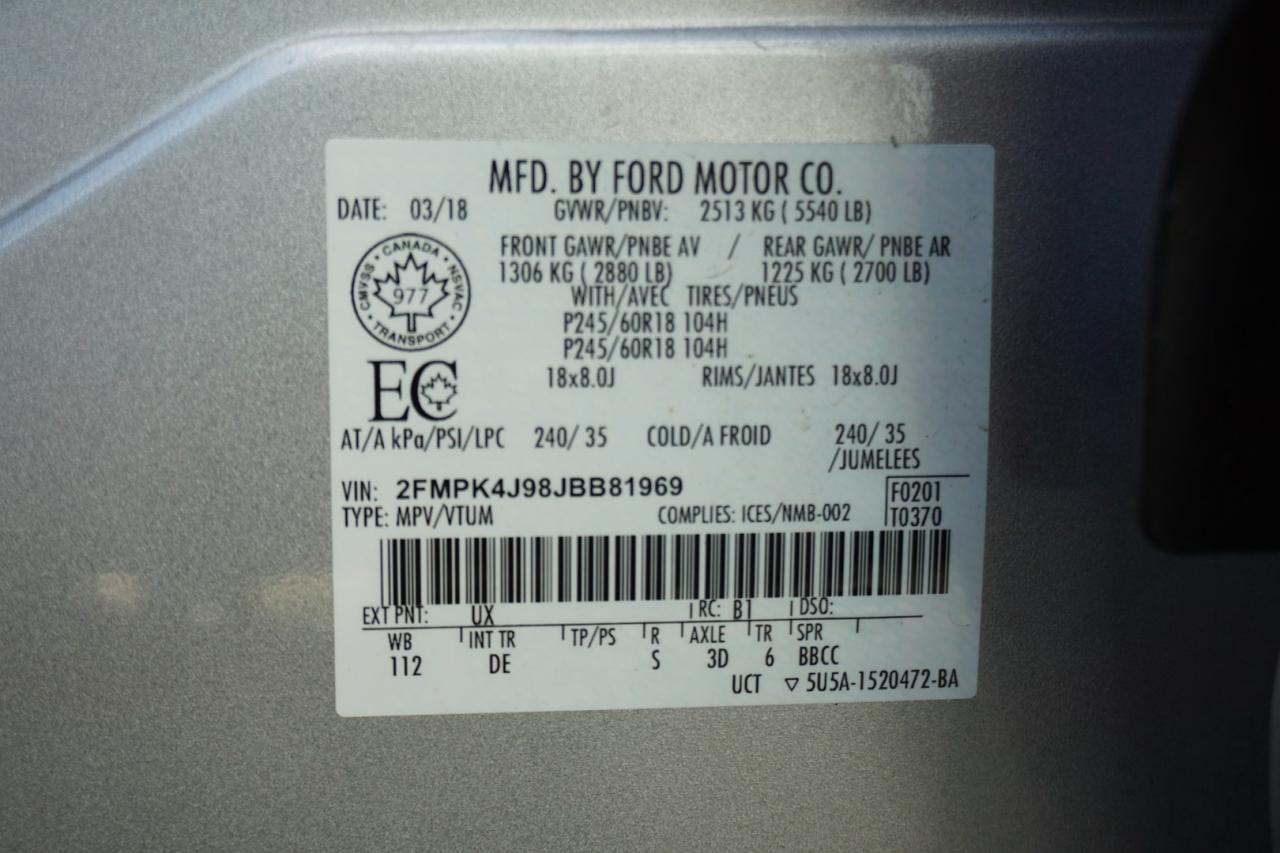 MFD. BY FORD MOTOR CO.
DATE: 03/18 GVWR/PNBV: 2513 KG ( 5540 LB)
FRONT GAWR/PNBE AV / REAR GAWR/ PNBE AR
1306 KG ( 2880 LB) 1225 KG ( 2700 LB)
WITH/AVEC TIRES/PNEUS
P245/60R18 104H
P245/60R18 104H
18x8.0J RIMS/JANTES 18x8.0J
CANADA
CMVSS 977 NSVAC
TRANSPORT
EC
AT/A kPa/PSI/LPC 240/ 35 COLD/A FROID 240/ 35
/JUMELEES
VIN: 2FMPK4J98JBB81969 F0201
TYPE: MPV/VTUM COMPLIES: ICES/NMB-002 T0370
EXT PNT: UX RC: B1 DSO:
WB INT TR TP/PS R AXLE TR SPR
112 DE S 3D 6 BBCC
UCT ▽ 5U5A-1520472-BA